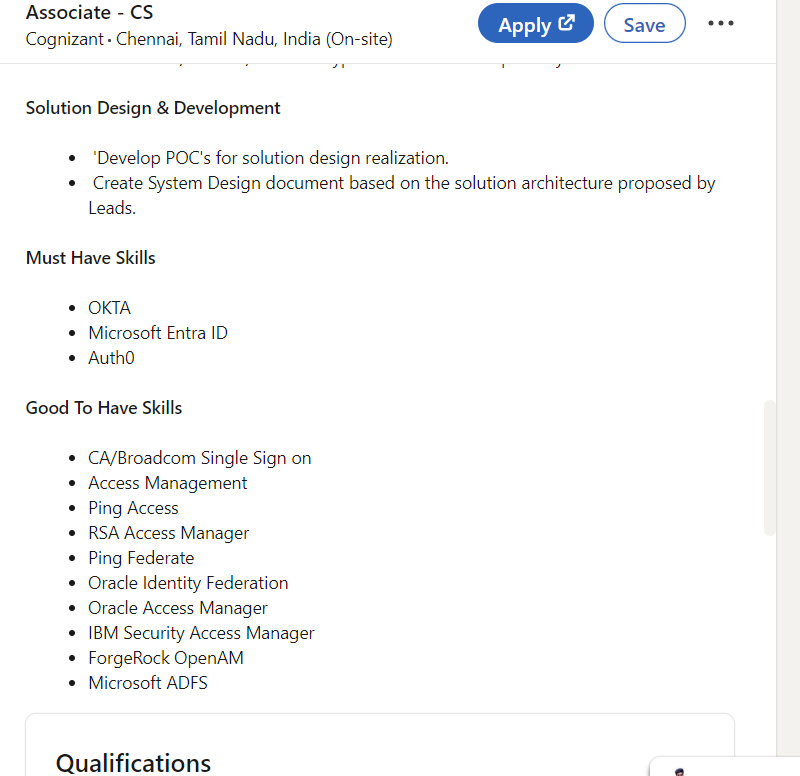 Associate - CS
Cognizant · Chennai, Tamil Nadu, India (On-site)
Apply
Save
Solution Design & Development
'Develop POC's for solution design realization.
Create System Design document based on the solution architecture proposed by
Leads.
Must Have Skills
OKTA
Microsoft Entra ID
Auth0
Good To Have Skills
CA/Broadcom Single Sign on
Access Management
Ping Access
RSA Access Manager
Ping Federate
Oracle Identity Federation
Oracle Access Manager
IBM Security Access Manager
ForgeRock OpenAM
Microsoft ADFS
Qualifications